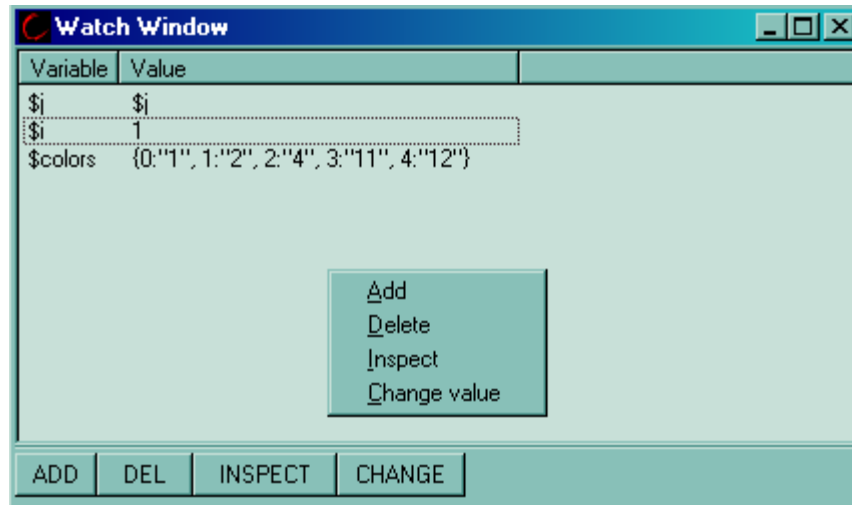 Watch Window
Variable Value
$j $j
$i 1
$colors {0:"1", 1:"2", 2:"4", 3:"11", 4:"12"}
Add
Delete
Inspect
Change value
ADD DEL INSPECT CHANGE